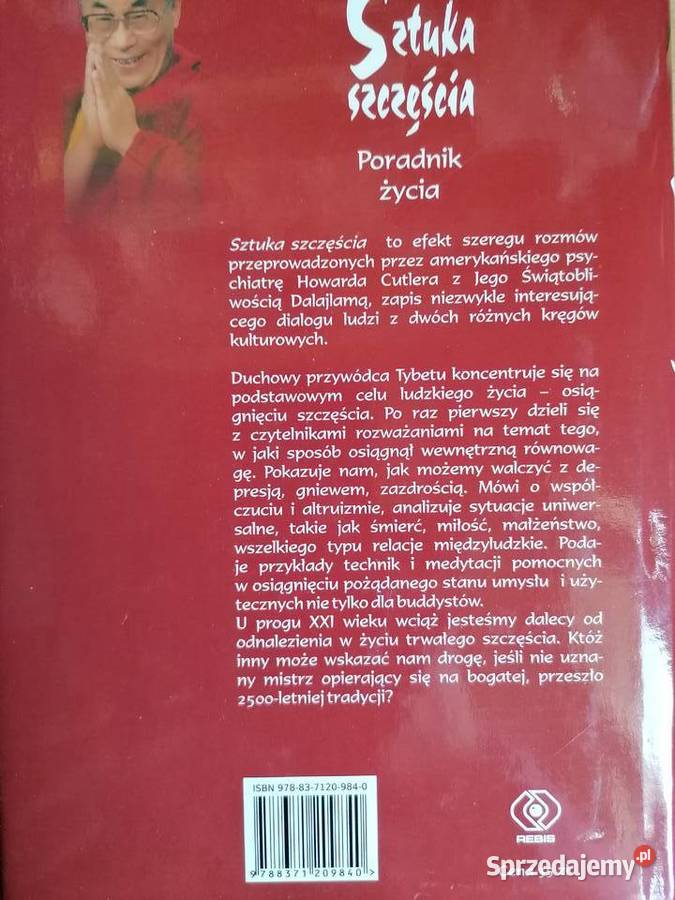 Sztuka
szczęścia
Poradnik
życia
Sztuka szczęścia to efekt szeregu rozmów
przeprowadzonych przez amerykańskiego psy-
chiatrę Howarda Cutlera z Jego Świątobli-
wością Dalajlamą, zapis niezwykle interesują-
cego dialogu ludzi z dwóch różnych kręgów
kulturowych.
Duchowy przywódca Tybetu koncentruje się na
podstawowym celu ludzkiego życia – osią-
gnięciu szczęścia. Po raz pierwszy dzieli się
z czytelnikami rozważaniami na temat tego,
w jaki sposób osiągnął wewnętrzną równowa-
gę. Pokazuje nam, jak możemy walczyć z de-
presją, gniewem, zazdrością. Mówi o współ-
czuciu i altruizmie, analizuje sytuacje uniwer-
salne, takie jak śmierć, miłość, małżeństwo,
wszelkiego typu relacje międzyludzkie. Poda-
je przykłady technik i medytacji pomocnych
w osiągnięciu pożądanego stanu umysłu i uży-
tecznych nie tylko dla buddystów.
U progu XXI wieku wciąż jesteśmy dalecy od
odnalezienia w życiu trwałego szczęścia. Któż
inny może wskazać nam drogę, jeśli nie uzna-
ny mistrz opierający się na bogatej, przeszło
2500-letniej tradycji?
ISBN 978-83-7120-984-0
9 788371 209840 >
REBIS
Sprzedajemy.pl